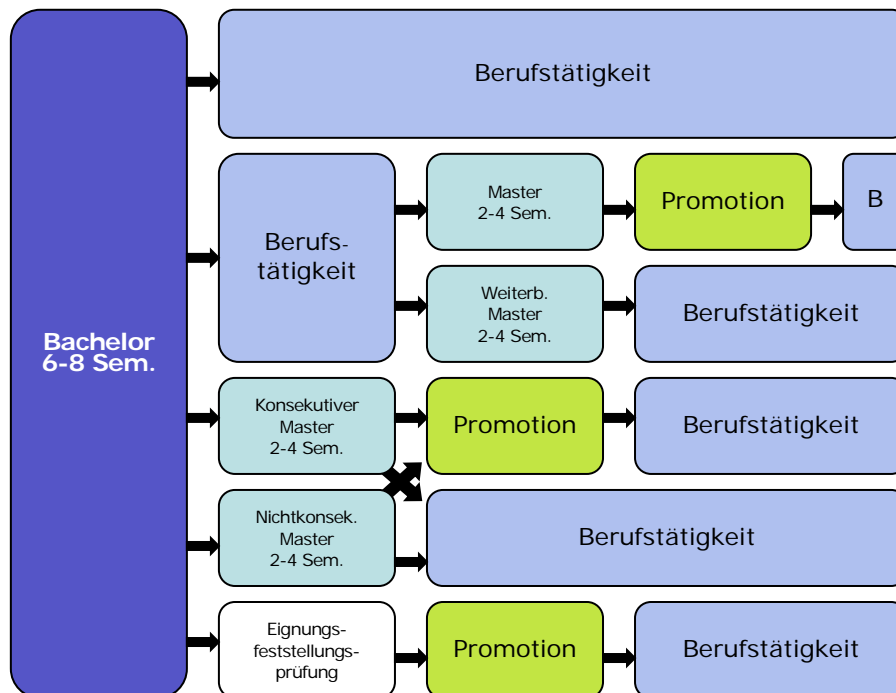 Bachelor
6-8 Sem.
Berufstätigkeit
Berufs-
tätigkeit
Master
2-4 Sem.
Promotion
B
Weiterb.
Master
2-4 Sem.
Berufstätigkeit
Konsekutiver
Master
2-4 Sem.
Promotion
Berufstätigkeit
Nichtkonsek.
Master
2-4 Sem.
Berufstätigkeit
Eignungs-
feststellungs-
prüfung
Promotion
Berufstätigkeit